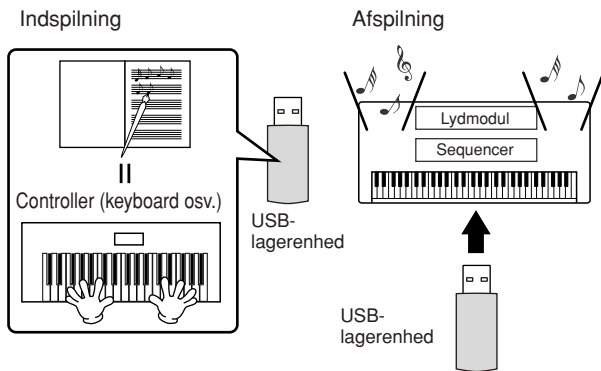 Indspilning
Controller (keyboard osv.)
USB-
lagerenhed
Afspilning
Lydmodul
Sequencer
USB-
lagerenhed